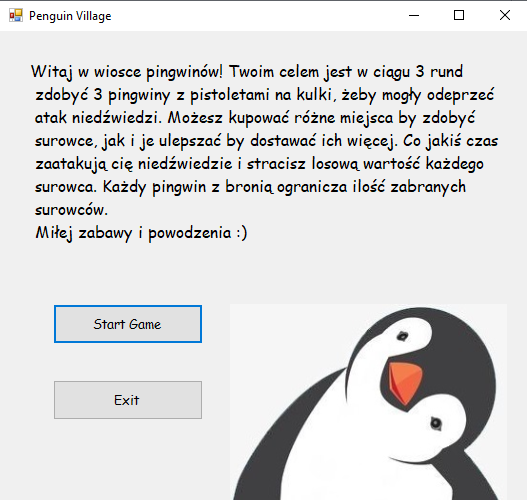 Penguin Village
Witaj w wiosce pingwinów! Twoim celem jest w ciągu 3 rund
zdobyć 3 pingwiny z pistoletami na kulki, żeby mogły odeprzeć
atak niedźwiedzi. Możesz kupować różne miejsca by zdobyć
surowce, jak i je ulepszać by dostawać ich więcej. Co jakiś czas
zaatakują cię niedźwiedzie i stracisz losową wartość każdego
surowca. Każdy pingwin z bronią ogranicza ilość zabranych
surowców.
Miłej zabawy i powodzenia :)
Start Game
Exit